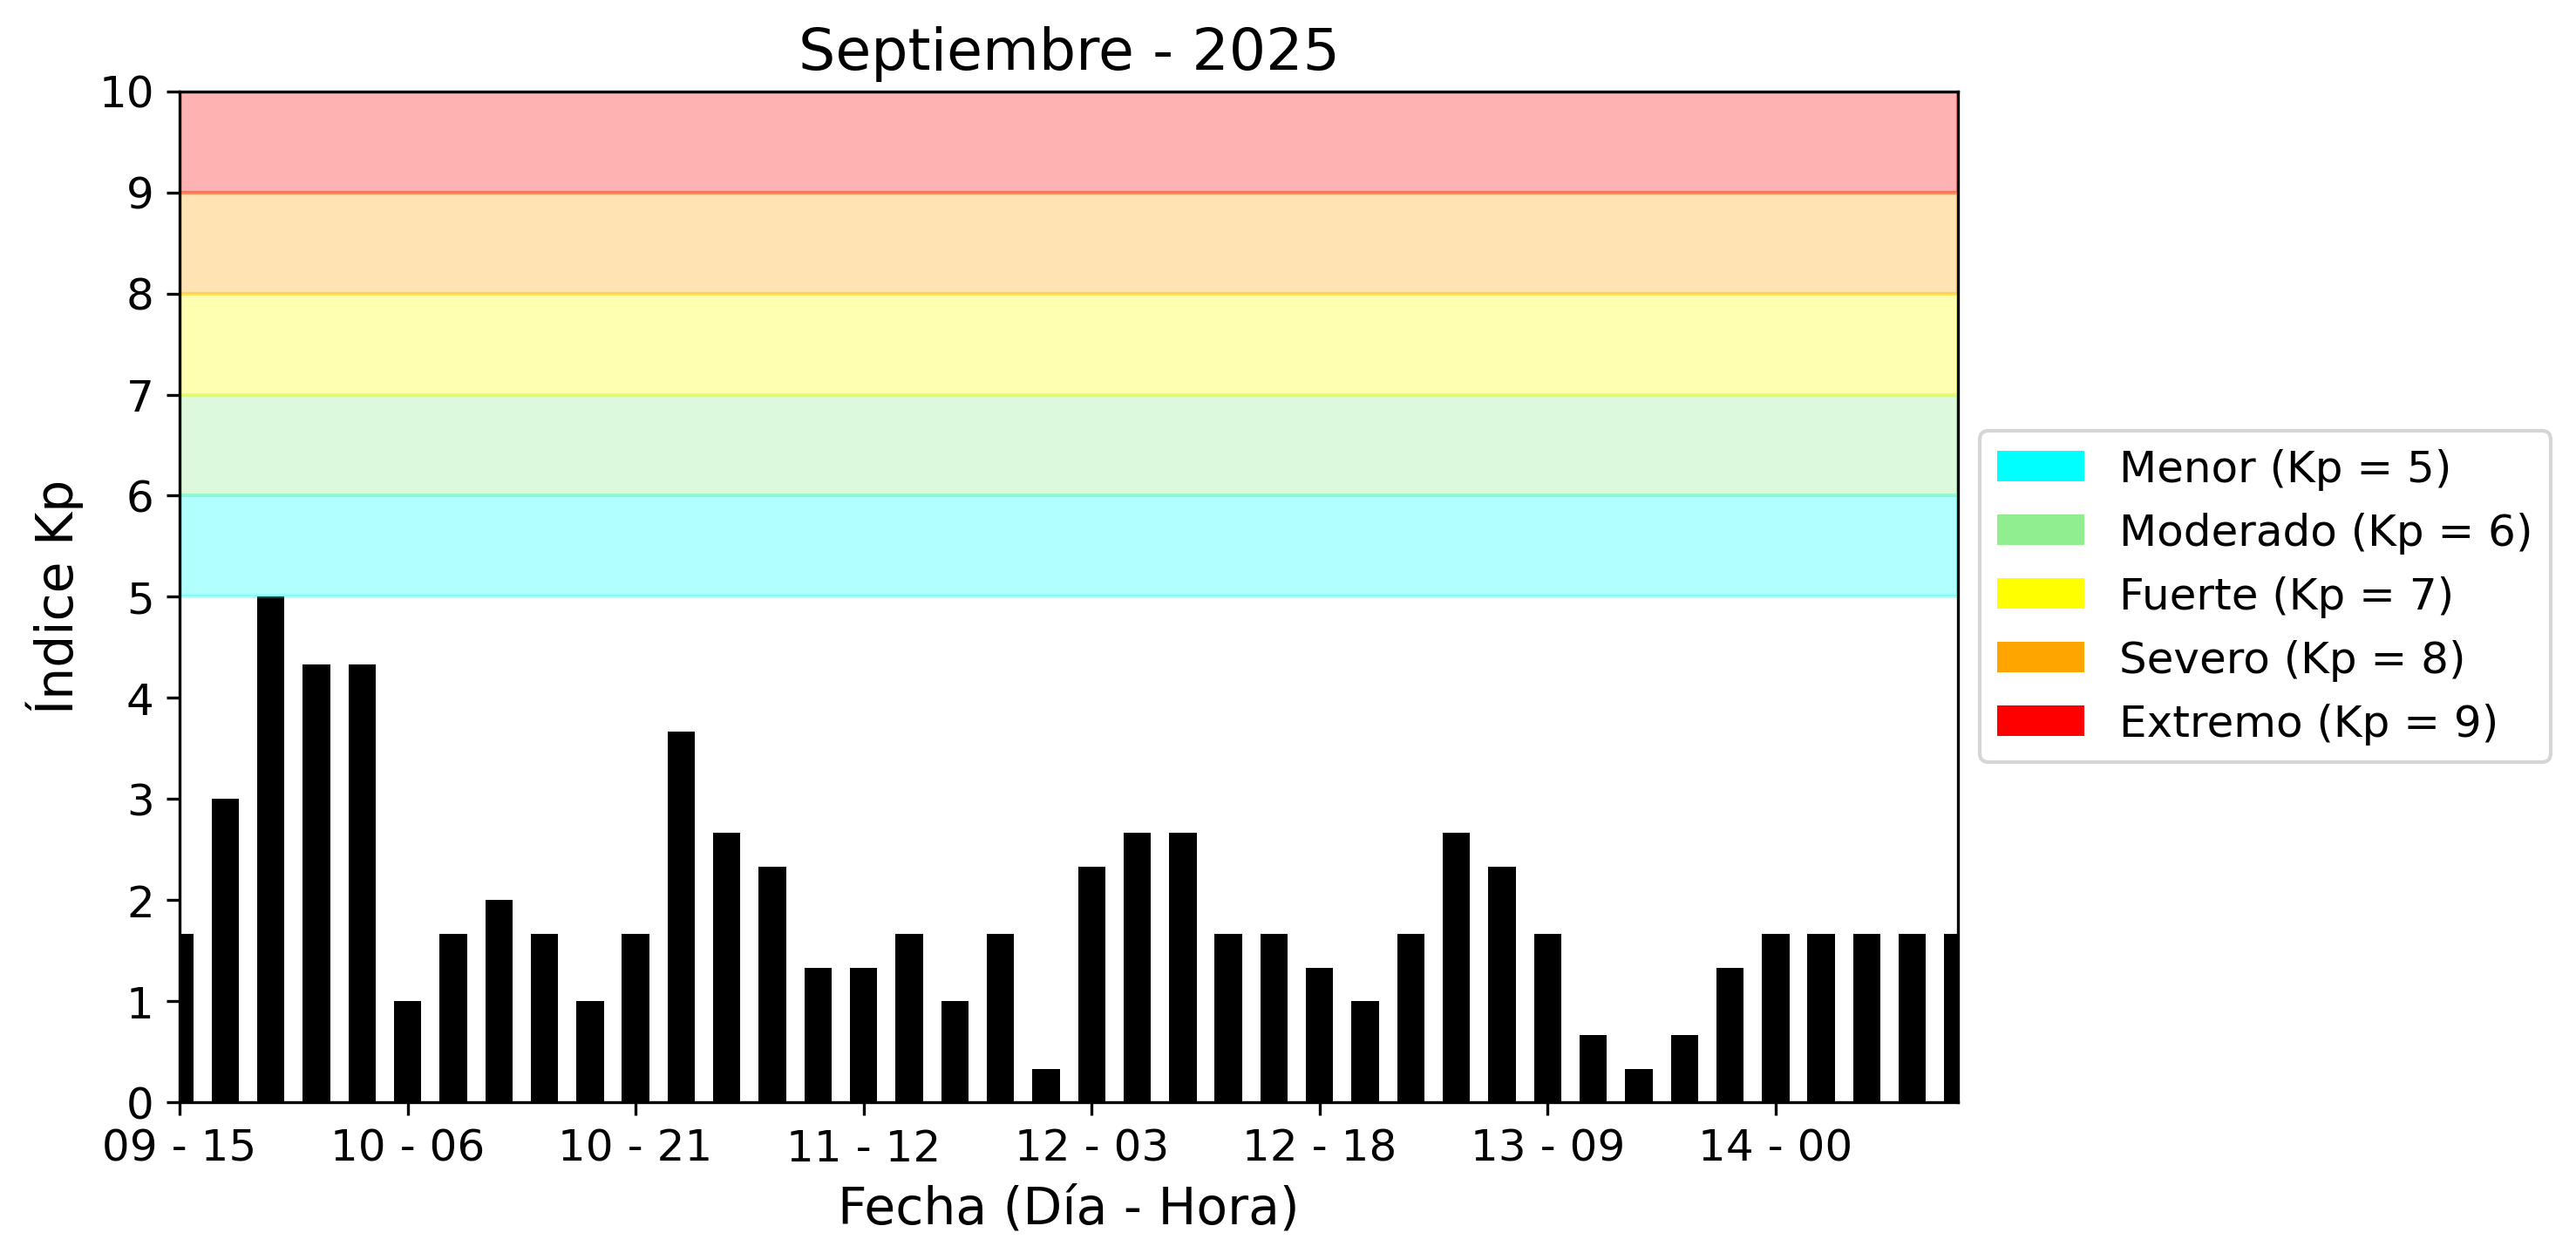 Septiembre - 2025
10
9
8
7
6
5
4
3
2
1
0
Índice Kp
09 - 15 10 - 06 10 - 21 11 - 12 12 - 03 12 - 18 13 - 09 14 - 00
Fecha (Día - Hora)
Menor (Kp = 5)
Moderado (Kp = 6)
Fuerte (Kp = 7)
Severo (Kp = 8)
Extremo (Kp = 9)